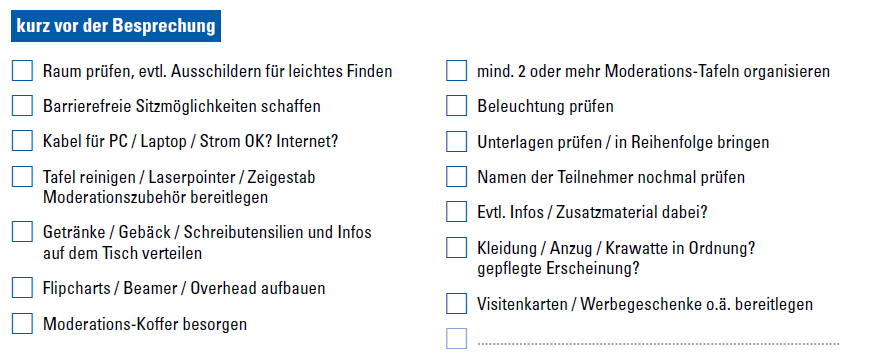 kurz vor der Besprechung
Raum prüfen, evtl. Ausschildern für leichtes Finden
Barrierefreie Sitzmöglichkeiten schaffen
Kabel für PC / Laptop / Strom OK? Internet?
Tafel reinigen / Laserpointer / Zeigestab
Moderationszubehör bereitlegen
Getränke / Gebäck / Schreibutensilien und Infos
auf dem Tisch verteilen
Flipcharts / Beamer / Overhead aufbauen
Moderations-Koffer besorgen
mind. 2 oder mehr Moderations-Tafeln organisieren
Beleuchtung prüfen
Unterlagen prüfen / in Reihenfolge bringen
Namen der Teilnehmer nochmal prüfen
Evtl. Infos / Zusatzmaterial dabei?
Kleidung / Anzug / Krawatte in Ordnung?
gepflegte Erscheinung?
Visitenkarten / Werbegeschenke o.ä. bereitlegen